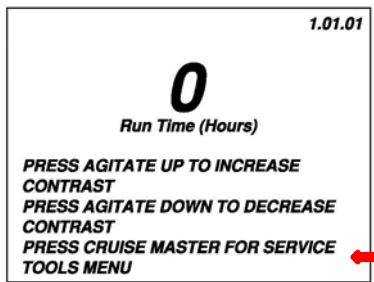 1.01.01
0
Run Time (Hours)
PRESS AGITATE UP TO INCREASE
CONTRAST
PRESS AGITATE DOWN TO DECREASE
CONTRAST
PRESS CRUISE MASTER FOR SERVICE
TOOLS MENU